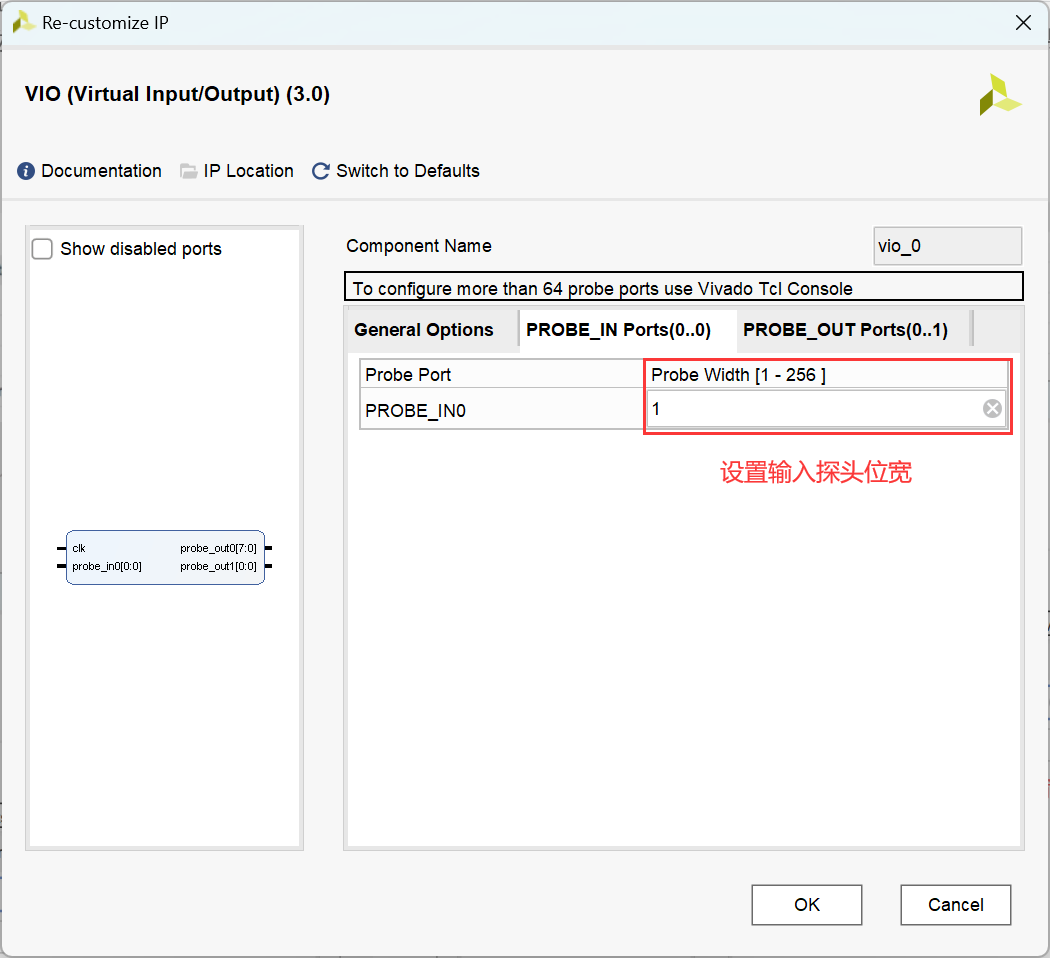 Re-customize IP
VIO (Virtual Input/Output) (3.0)
Documentation IP Location Switch to Defaults
Show disabled ports
clk probe_out0[7:0]
probe_in0[0:0] probe_out1[0:0]
Component Name vio_0
To configure more than 64 probe ports use Vivado Tcl Console
General Options PROBE_IN Ports(0..0) PROBE_OUT Ports(0..1)
Probe Port Probe Width [1 - 256 ]
PROBE_IN0 1
设置输入探头位宽
OK Cancel